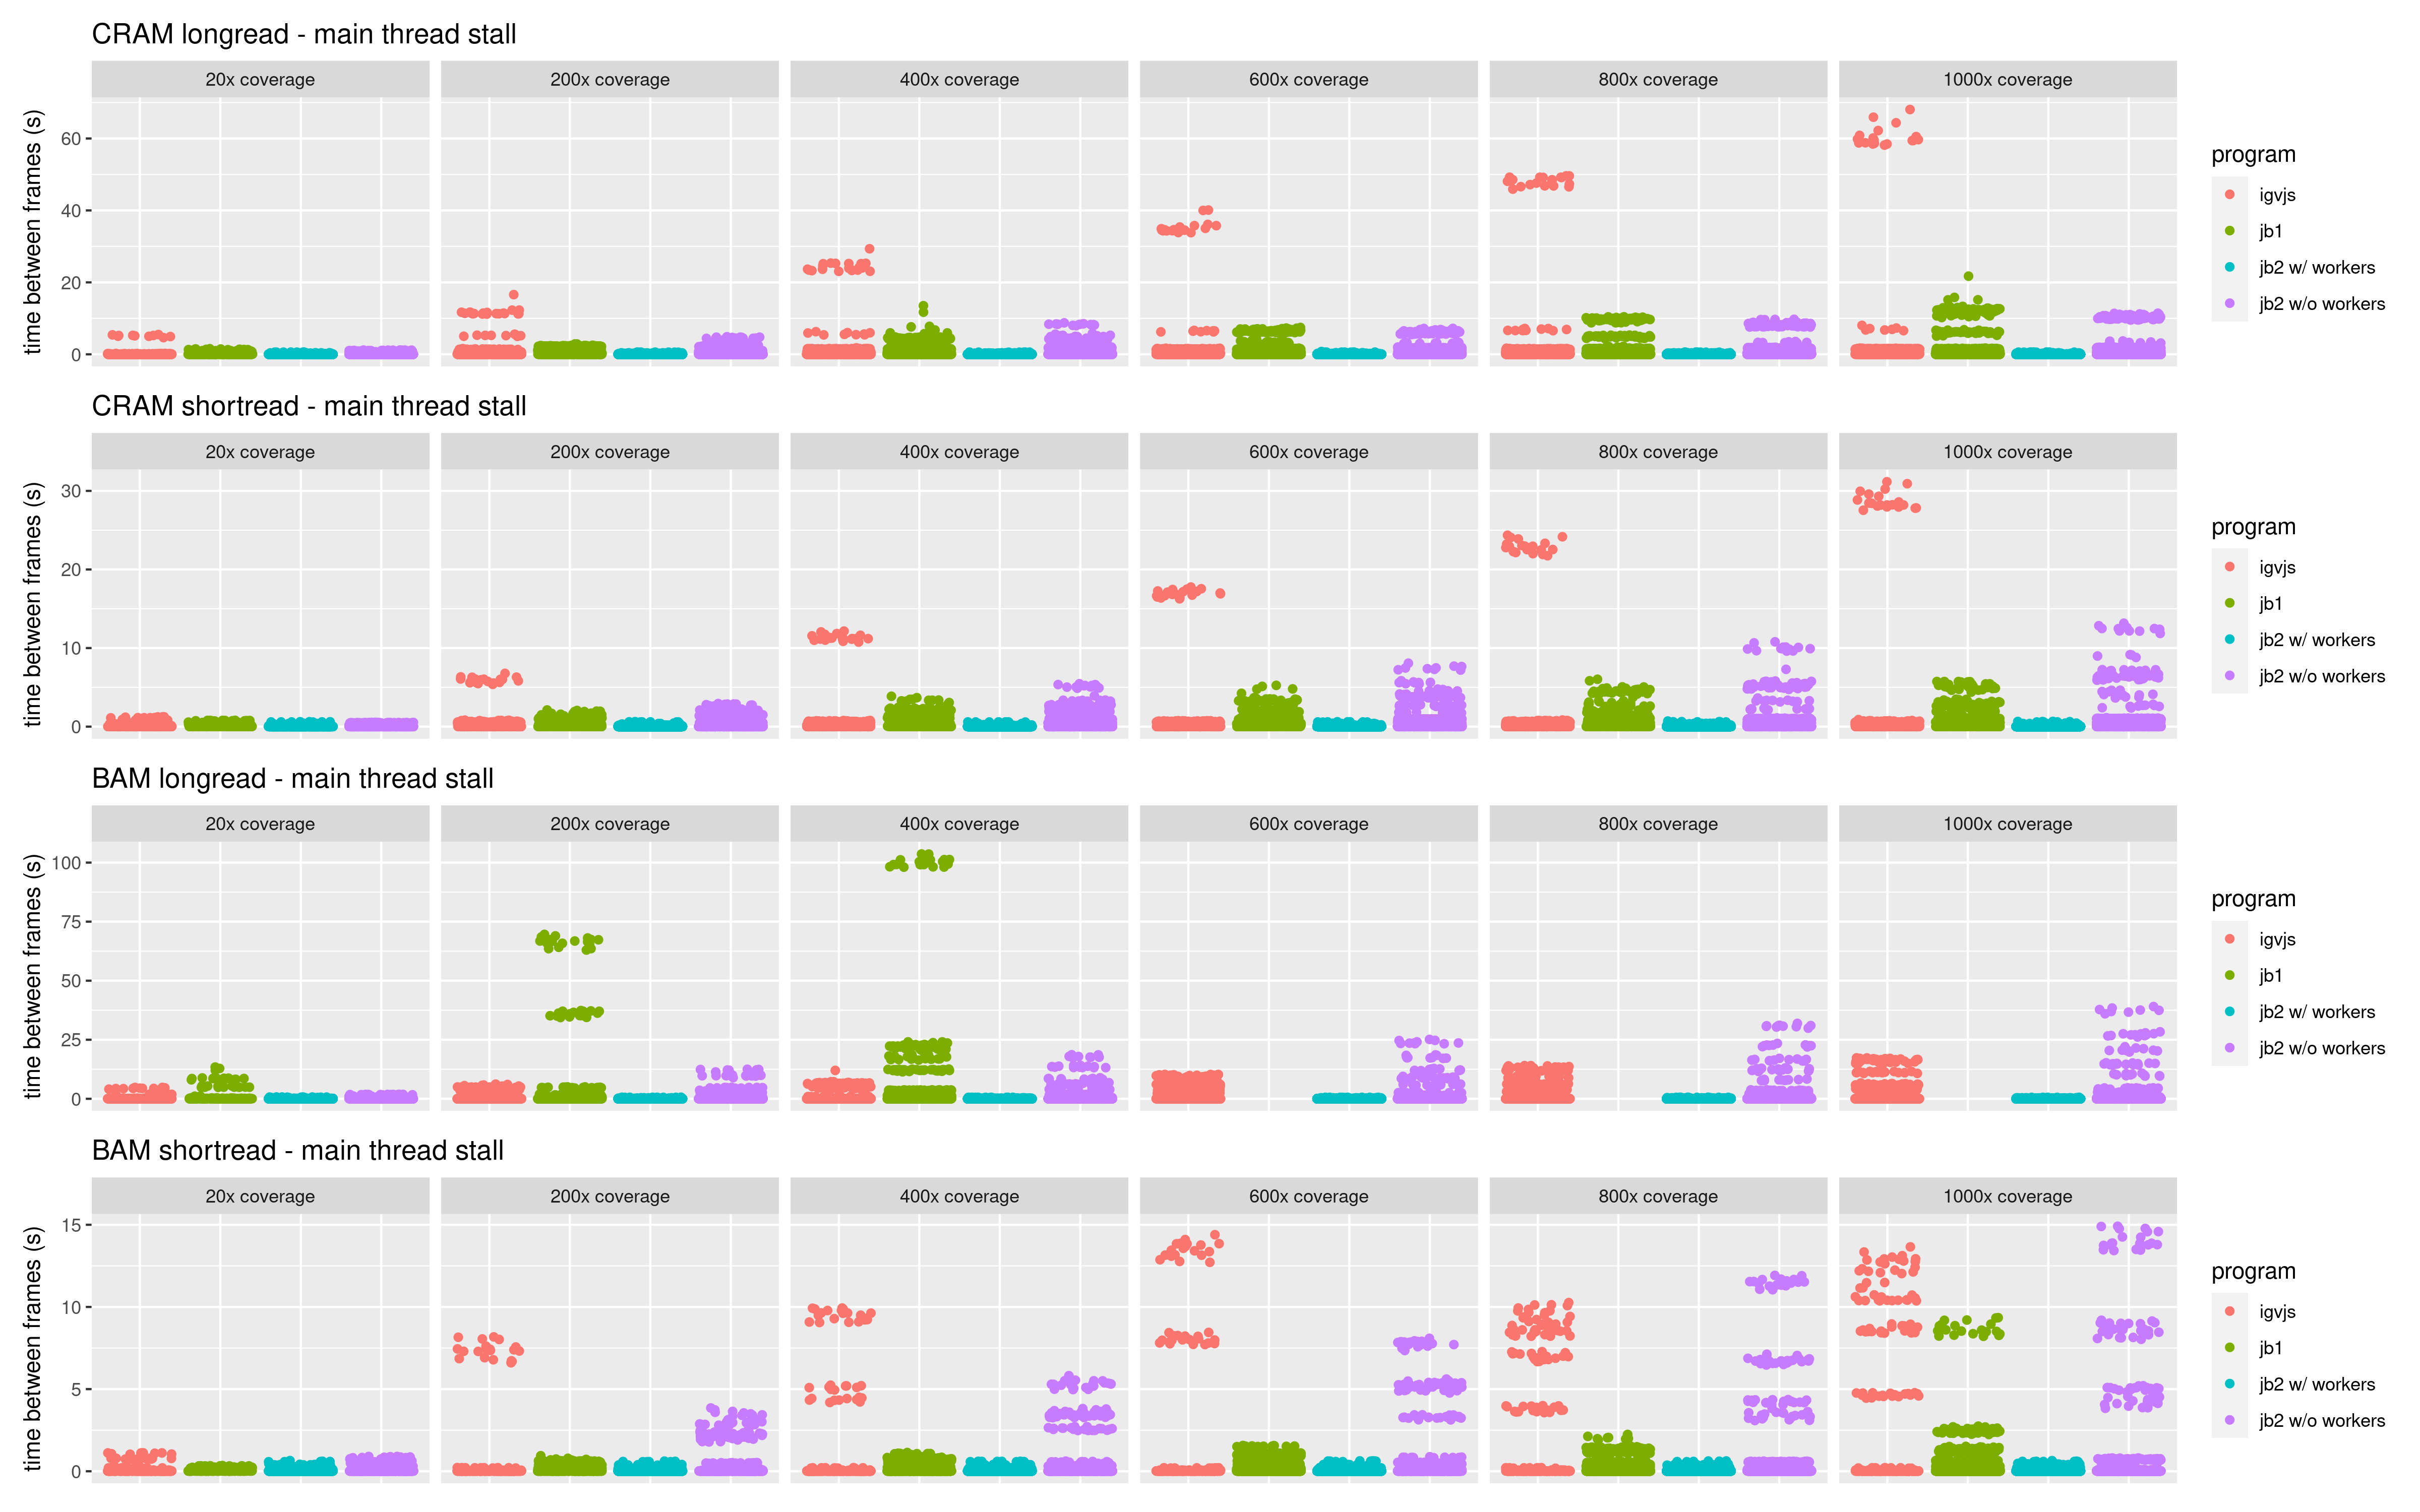 CRAM longread - main thread stall
20x coverage 200x coverage 400x coverage 600x coverage 800x coverage 1000x coverage
time between frames (s)
60
40
20
0
program
igvjs
jb1
jb2 w/ workers
jb2 w/o workers
CRAM shortread - main thread stall
20x coverage 200x coverage 400x coverage 600x coverage 800x coverage 1000x coverage
time between frames (s)
30
20
10
0
program
igvjs
jb1
jb2 w/ workers
jb2 w/o workers
BAM longread - main thread stall
20x coverage 200x coverage 400x coverage 600x coverage 800x coverage 1000x coverage
time between frames (s)
100
75
50
25
0
program
igvjs
jb1
jb2 w/ workers
jb2 w/o workers
BAM shortread - main thread stall
20x coverage 200x coverage 400x coverage 600x coverage 800x coverage 1000x coverage
time between frames (s)
15
10
5
0
program
igvjs
jb1
jb2 w/ workers
jb2 w/o workers